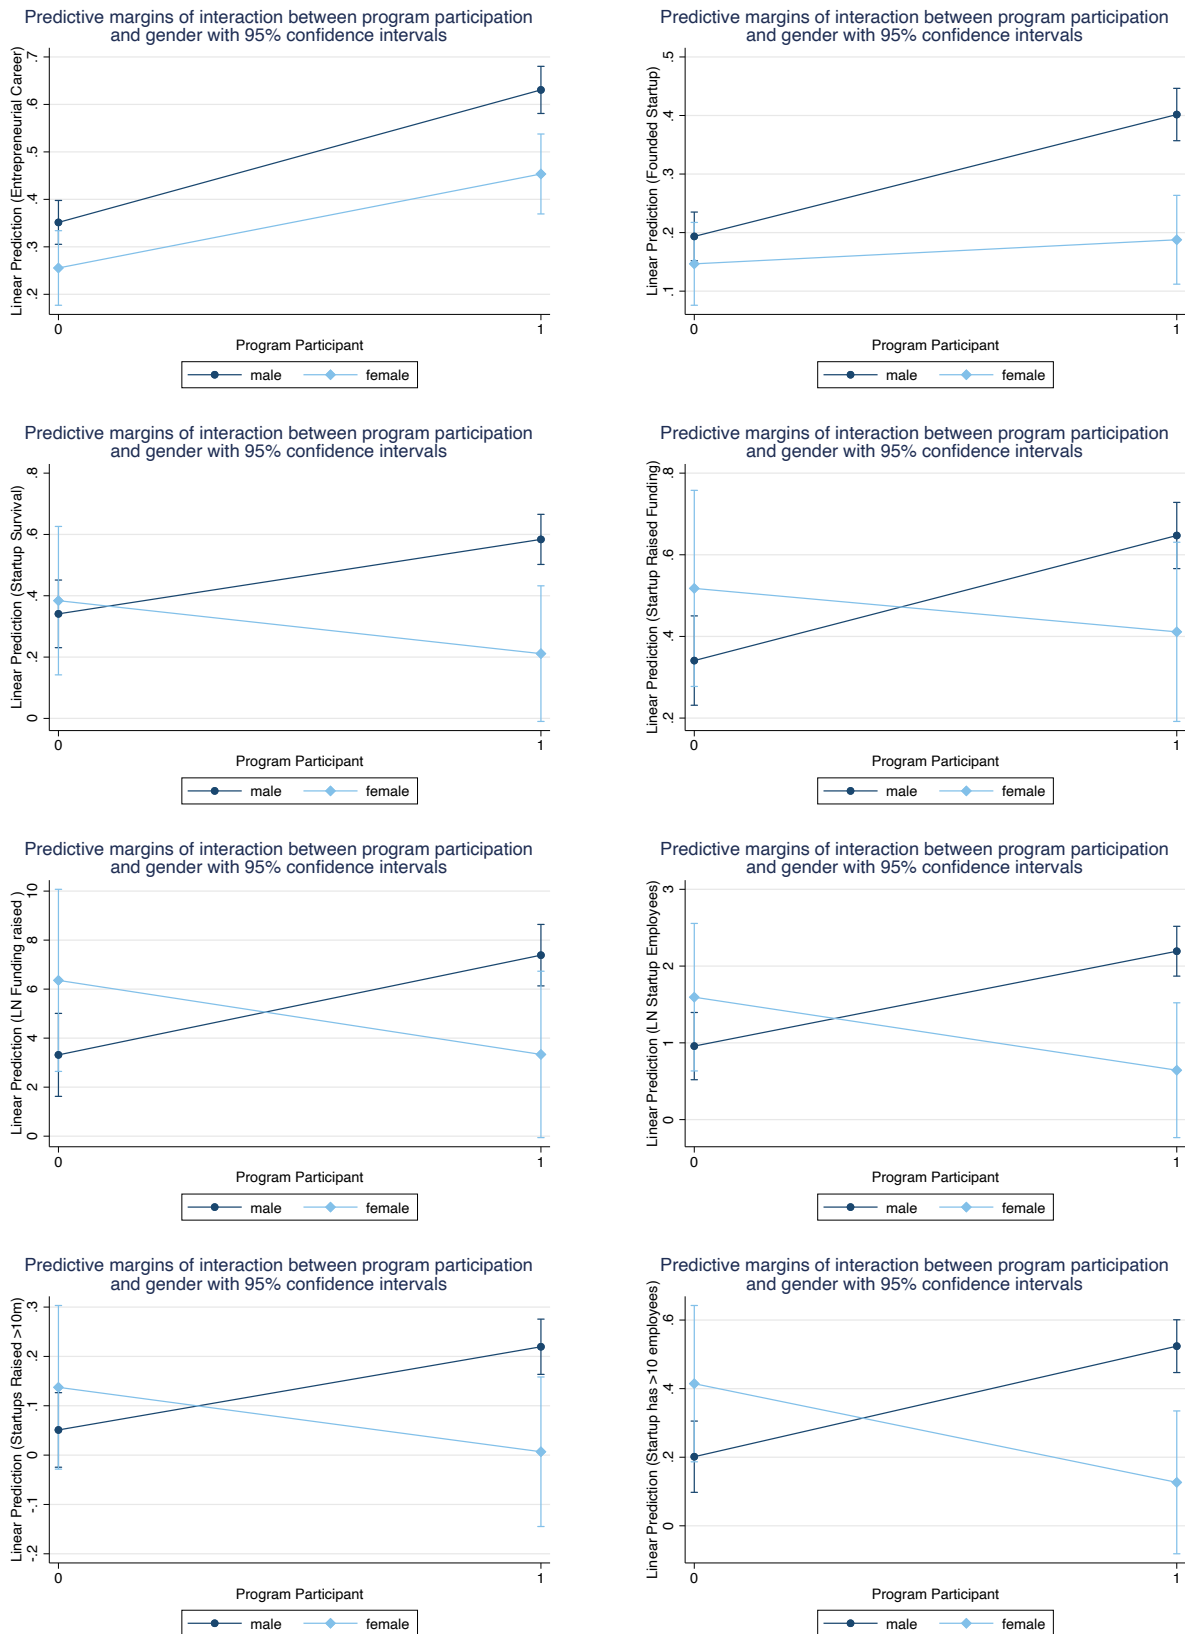 Predictive margins of interaction between program participation
and gender with 95% confidence intervals
Linear Prediction (Entrepreneurial Career)
.7
.6
.5
.4
.3
.2
0
1
Program Participant
male
female
Predictive margins of interaction between program participation
and gender with 95% confidence intervals
Linear Prediction (Founded Startup)
.5
.4
.3
.2
.1
0
1
Program Participant
male
female
Predictive margins of interaction between program participation
and gender with 95% confidence intervals
Linear Prediction (Startup Survival)
.8
.6
.4
.2
0
0
1
Program Participant
male
female
Predictive margins of interaction between program participation
and gender with 95% confidence intervals
Linear Prediction (Startup Raised Funding)
.8
.6
.4
.2
0
1
Program Participant
male
female
Predictive margins of interaction between program participation
and gender with 95% confidence intervals
Linear Prediction (LN Funding raised )
10
8
6
4
2
0
0
1
Program Participant
male
female
Predictive margins of interaction between program participation
and gender with 95% confidence intervals
Linear Prediction (LN Startup Employees)
3
2
1
0
0
1
Program Participant
male
female
Predictive margins of interaction between program participation
and gender with 95% confidence intervals
Linear Prediction (Startups Raised >10m)
.3
.2
.1
0
-.1
-.2
0
1
Program Participant
male
female
Predictive margins of interaction between program participation
and gender with 95% confidence intervals
Linear Prediction (Startup has >10 employees)
.6
.4
.2
0
0
1
Program Participant
male
female